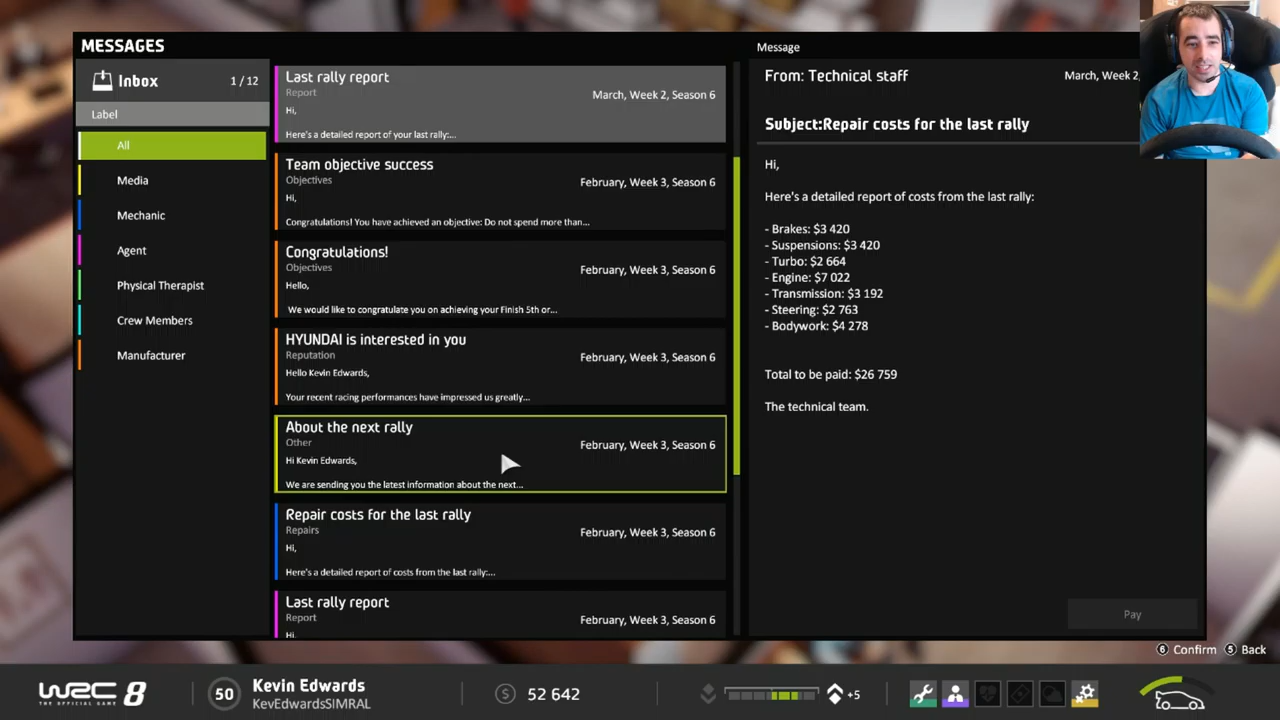 MESSAGES
Inbox
1 / 12
Label
All
Media
Mechanic
Agent
Physical Therapist
Crew Members
Manufacturer
Last rally report
Report
March, Week 2, Season 6
Hi,
Here's a detailed report of your last rally:...
Team objective success
Objectives
February, Week 3, Season 6
Hi,
Congratulations! You have achieved an objective: Do not spend more than...
Congratulations!
Objectives
February, Week 3, Season 6
Hello,
We would like to congratulate you on achieving your Finish 5th or...
HYUNDAI is interested in you
Reputation
February, Week 3, Season 6
Hello Kevin Edwards,
Your recent racing performances have impressed us greatly...
About the next rally
Other
February, Week 3, Season 6
Hi Kevin Edwards,
We are sending you the latest information about the next...
Repair costs for the last rally
Repairs
February, Week 3, Season 6
Hi,
Here's a detailed report of costs from the last rally:...
Last rally report
Report
February, Week 3, Season 6
Hi,
Message
From: Technical staff
March, Week 2,
Subject:Repair costs for the last rally
Hi,
Here's a detailed report of costs from the last rally:
- Brakes: $3 420
- Suspensions: $3 420
- Turbo: $2 664
- Engine: $7 022
- Transmission: $3 192
- Steering: $2 763
- Bodywork: $4 278
Total to be paid: $26 759
The technical team.
Pay
6 Confirm 5 Back
WRC 8
THE OFFICIAL GAME
50
Kevin Edwards
KevEdwardsSIMRAL
$ 52 642
+5